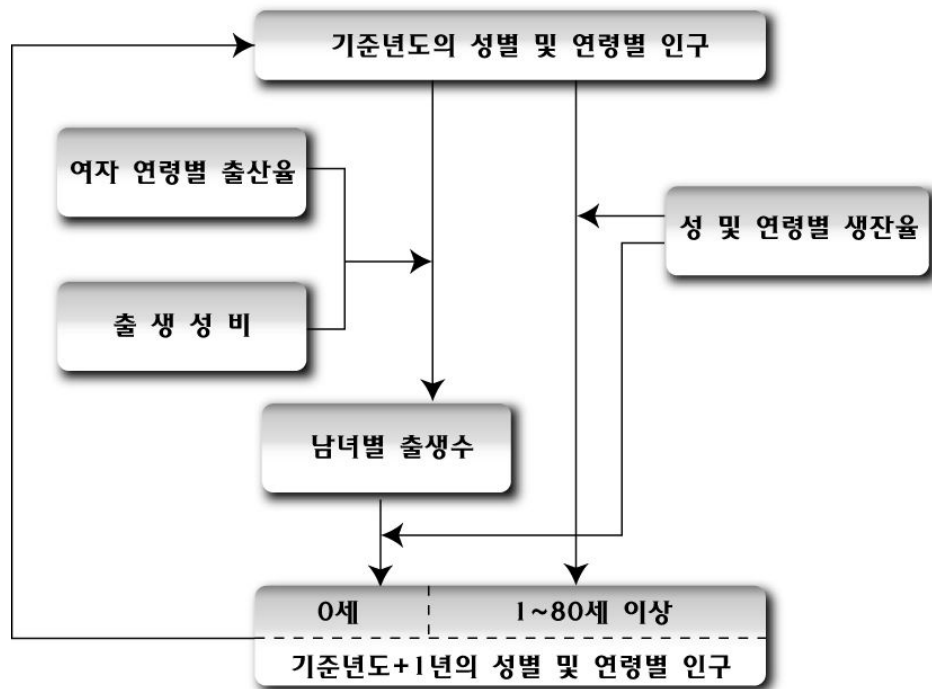 기준년도의 성별 및 연령별 인구
여자 연령별 출산율
성 및 연령별 생잔율
출 생 성 비
남녀별 출생수
0세
1~80세 이상
기준년도+1년의 성별 및 연령별 인구